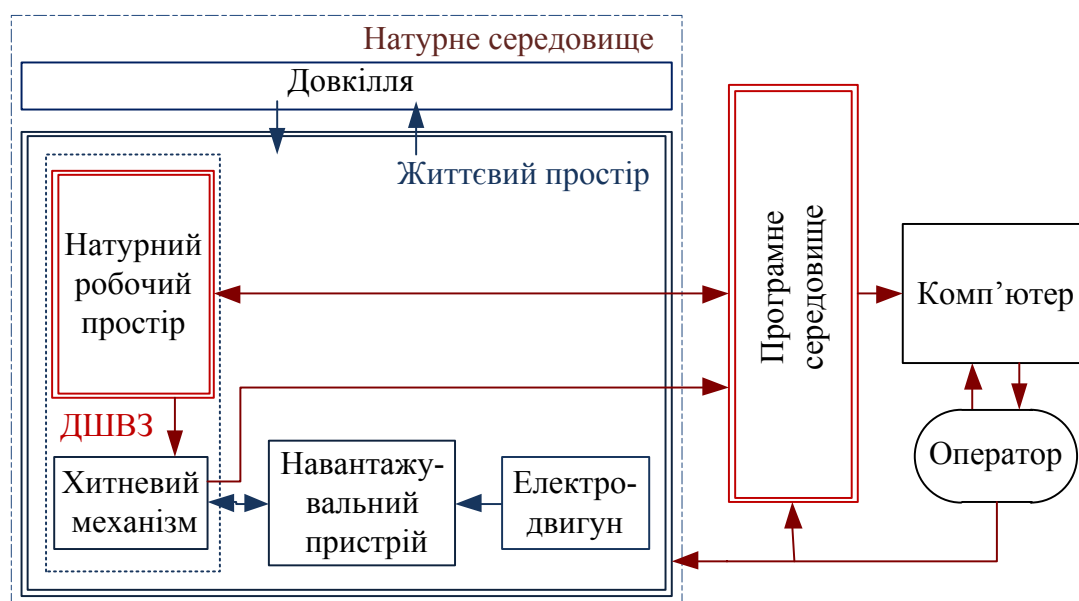 Натурне середовище
Довкілля
Життєвий простір
Натурний
робочий
простір
ДШВЗ
Хитневий
механізм
Навантажу-
вальний
пристрій
Електро-
двигун
Програмне
середовище
Комп’ютер
Оператор